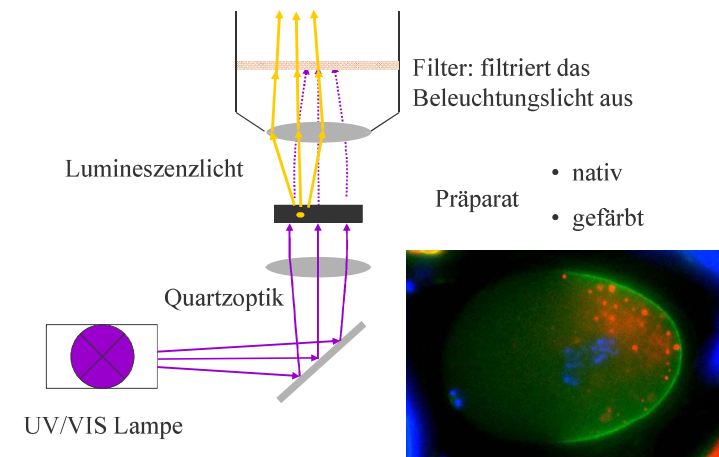 Filter: filtriert das
Beleuchtungslicht aus
Lumineszenzlicht
Präparat
• nativ
• gefärbt
Quartzoptik
UV/VIS Lampe